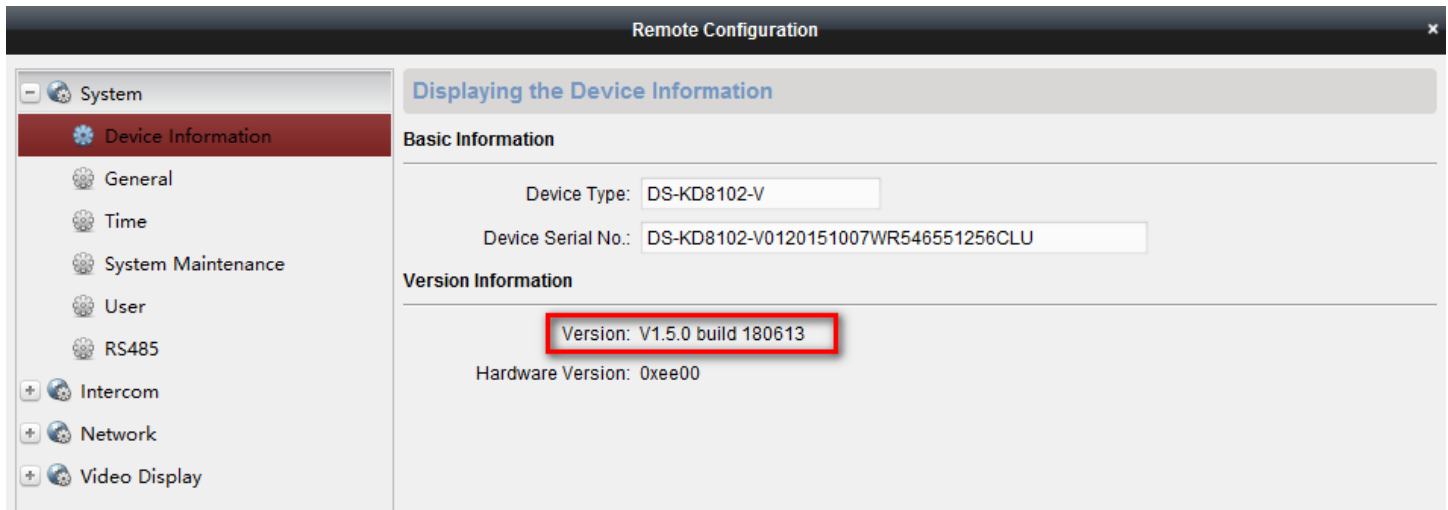 Remote Configuration
System
Device Information
General
Time
System Maintenance
User
RS485
Intercom
Network
Video Display
Displaying the Device Information
Basic Information
Device Type: DS-KD8102-V
Device Serial No.: DS-KD8102-V0120151007WR546551256CLU
Version Information
Version: V1.5.0 build 180613
Hardware Version: 0xee00